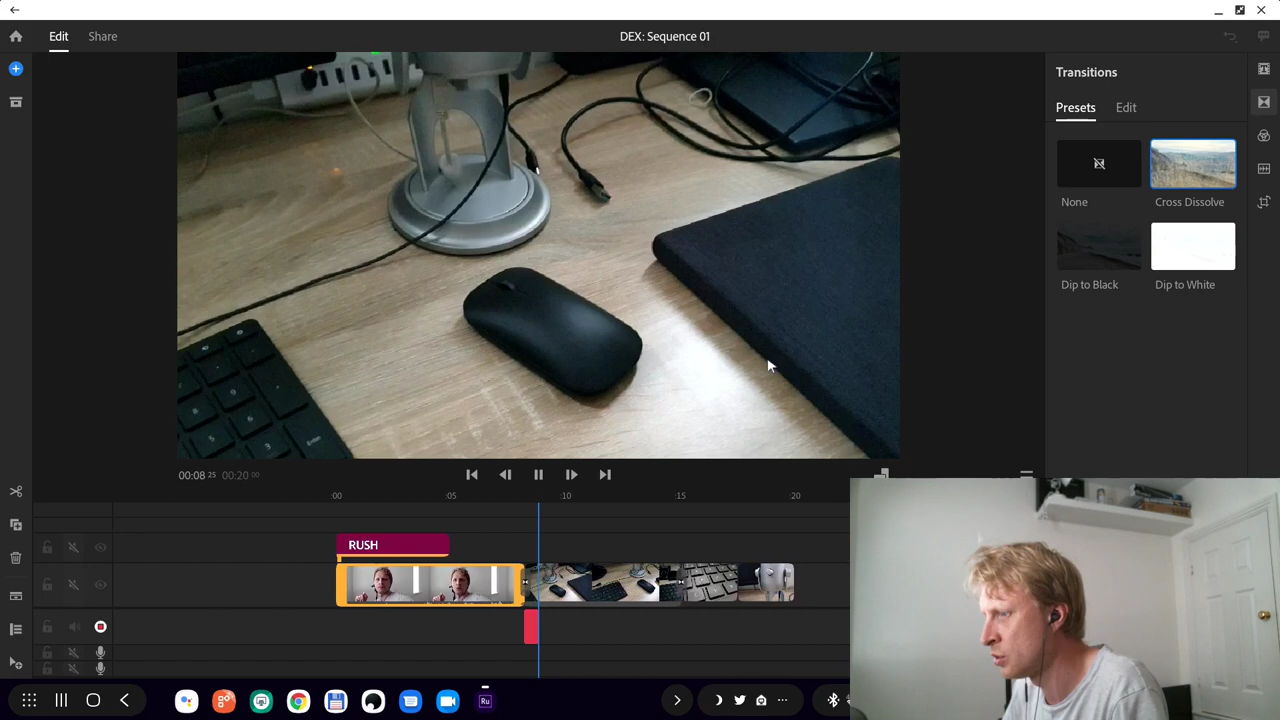 Edit
Share
DEX: Sequence 01
Transitions
Presets
Edit
None
Cross Dissolve
Dip to Black
Dip to White
00:08 25
00:20 00
:00
:05
:10
:15
:20
RUSH
Ru